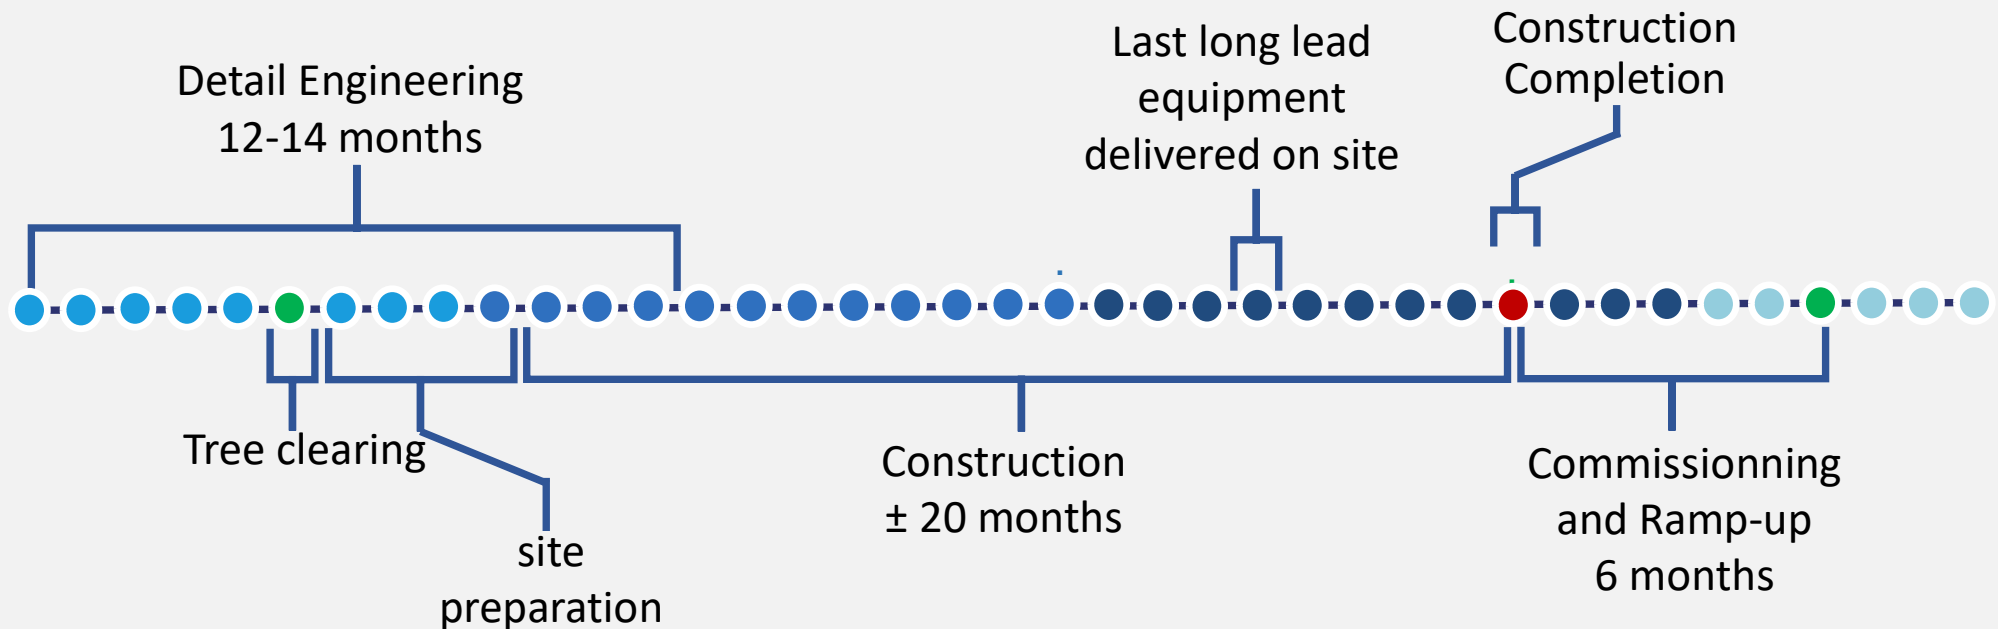 Detail Engineering
12-14 months
Last long lead
equipment
delivered on site
Construction
Completion
Tree clearing
site
preparation
Construction
± 20 months
Commissionning
and Ramp-up
6 months